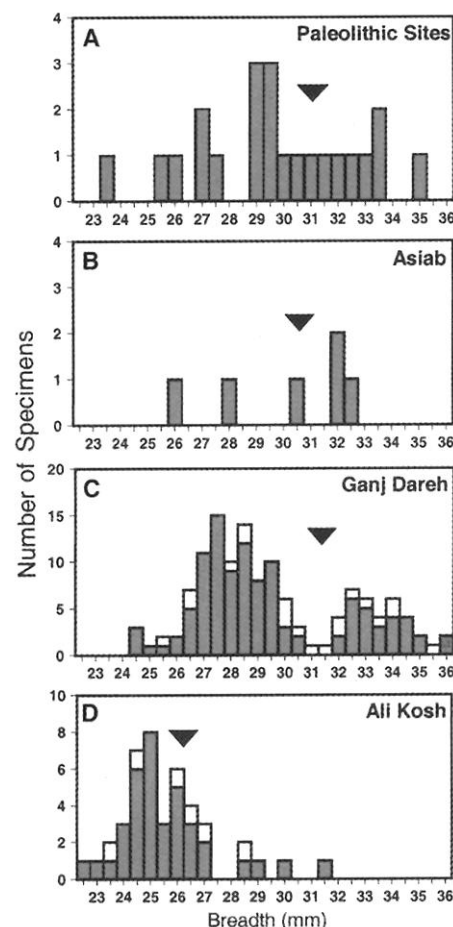 Number of Specimens
A
Paleolithic Sites
4
3
2
1
0
23 24 25 26 27 28 29 30 31 32 33 34 35 36
B
Asiab
4
3
2
1
0
23 24 25 26 27 28 29 30 31 32 33 34 35 36
C
Ganj Dareh
20
15
10
5
0
23 24 25 26 27 28 29 30 31 32 33 34 35 36
D
Ali Kosh
10
8
6
4
2
0
23 24 25 26 27 28 29 30 31 32 33 34 35 36
Breadth (mm)